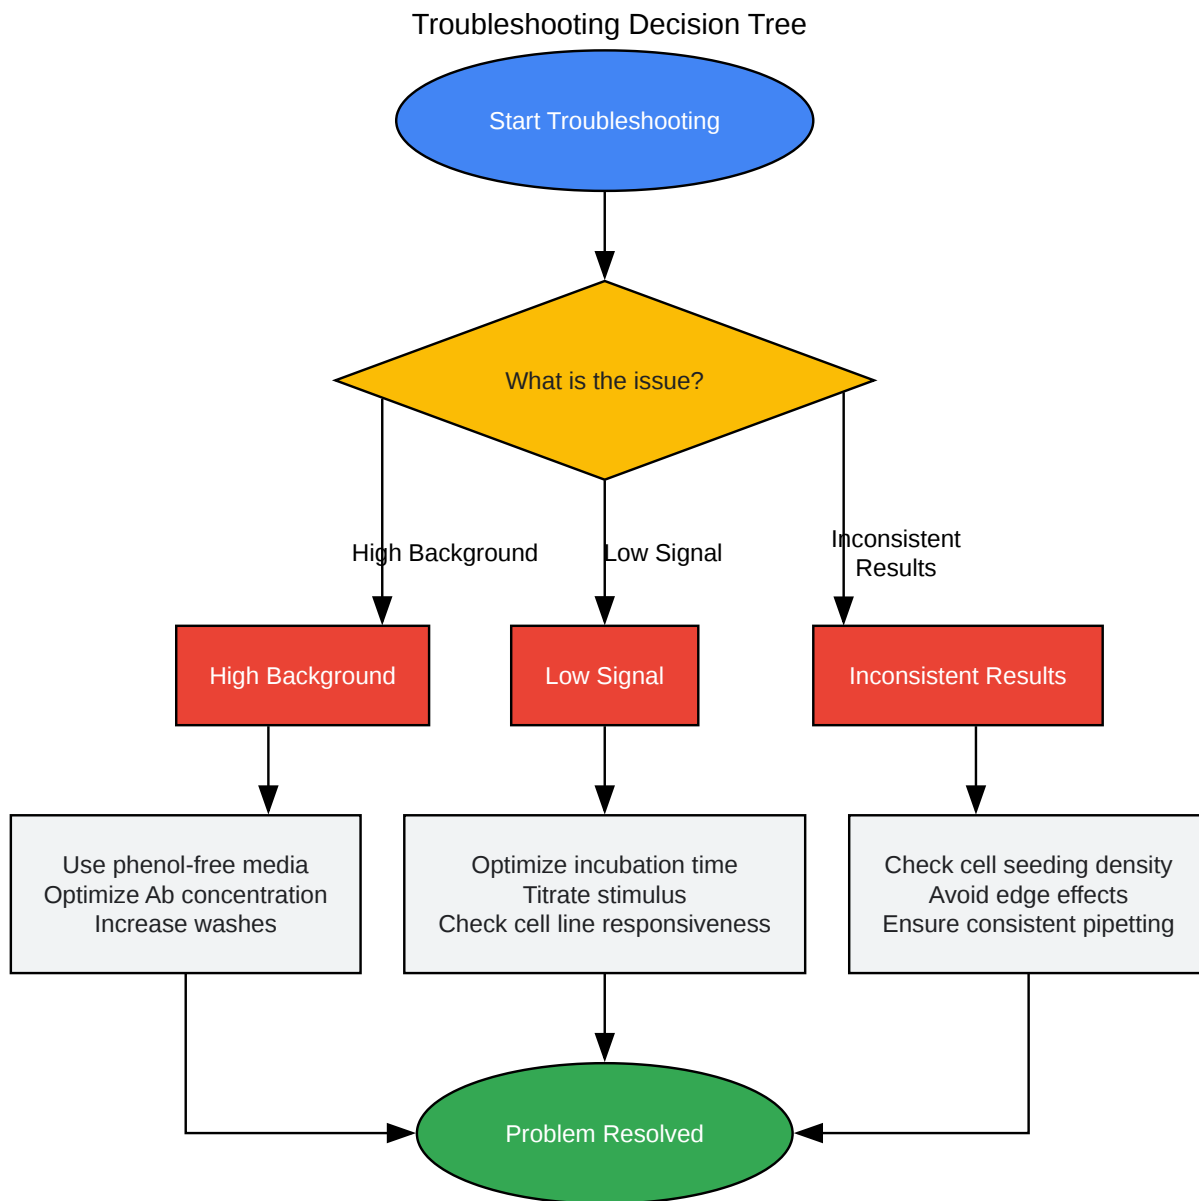 Troubleshooting Decision Tree
Start Troubleshooting
What is the issue?
High Background
Low Signal
Inconsistent
Results
High Background
Low Signal
Inconsistent Results
Use phenol-free media
Optimize Ab concentration
Increase washes
Optimize incubation time
Titrate stimulus
Check cell line responsiveness
Check cell seeding density
Avoid edge effects
Ensure consistent pipetting
Problem Resolved